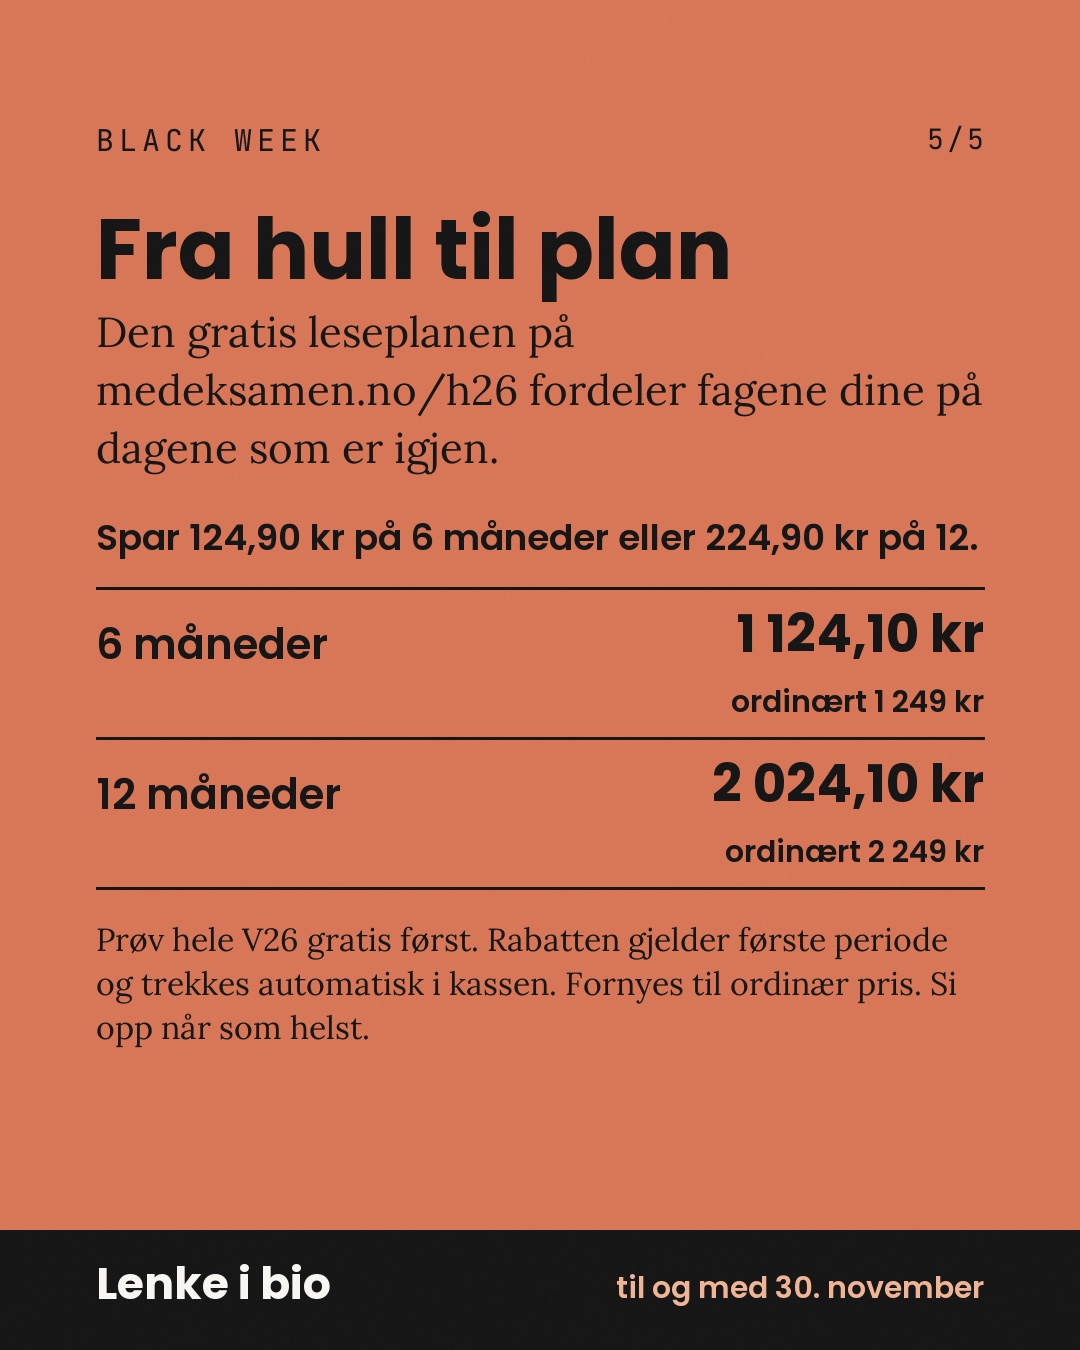 BLACK WEEK
5/5
Fra hull til plan
Den gratis leseplanen på
medeksamen.no/h26 fordeler fagene dine på
dagene som er igjen.
Spar 124,90 kr på 6 måneder eller 224,90 kr på 12.
6 måneder
1 124,10 kr
ordinært 1 249 kr
12 måneder
2 024,10 kr
ordinært 2 249 kr
Prøv hele V26 gratis først. Rabatten gjelder første periode
og trekkes automatisk i kassen. Fornyes til ordinær pris. Si
opp når som helst.
Lenke i bio
til og med 30. november